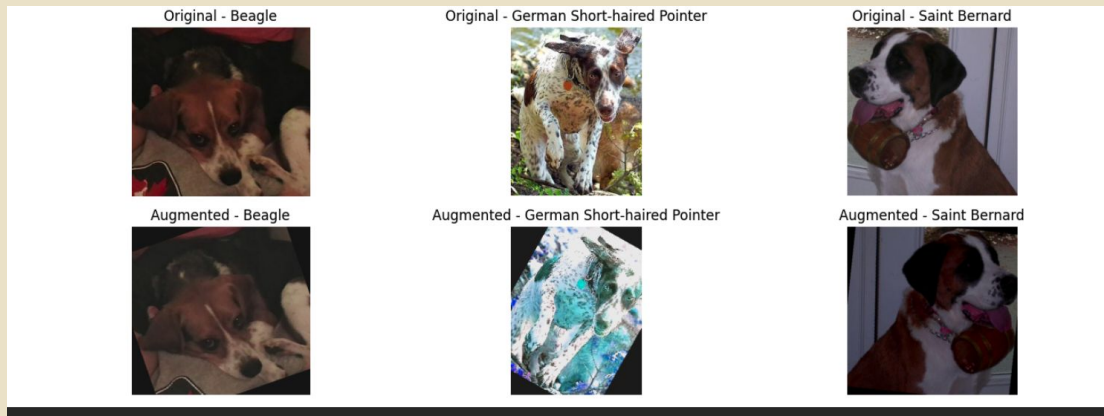 Original - Beagle
Original - German Short-haired Pointer
Original - Saint Bernard
Augmented - Beagle
Augmented - German Short-haired Pointer
Augmented - Saint Bernard